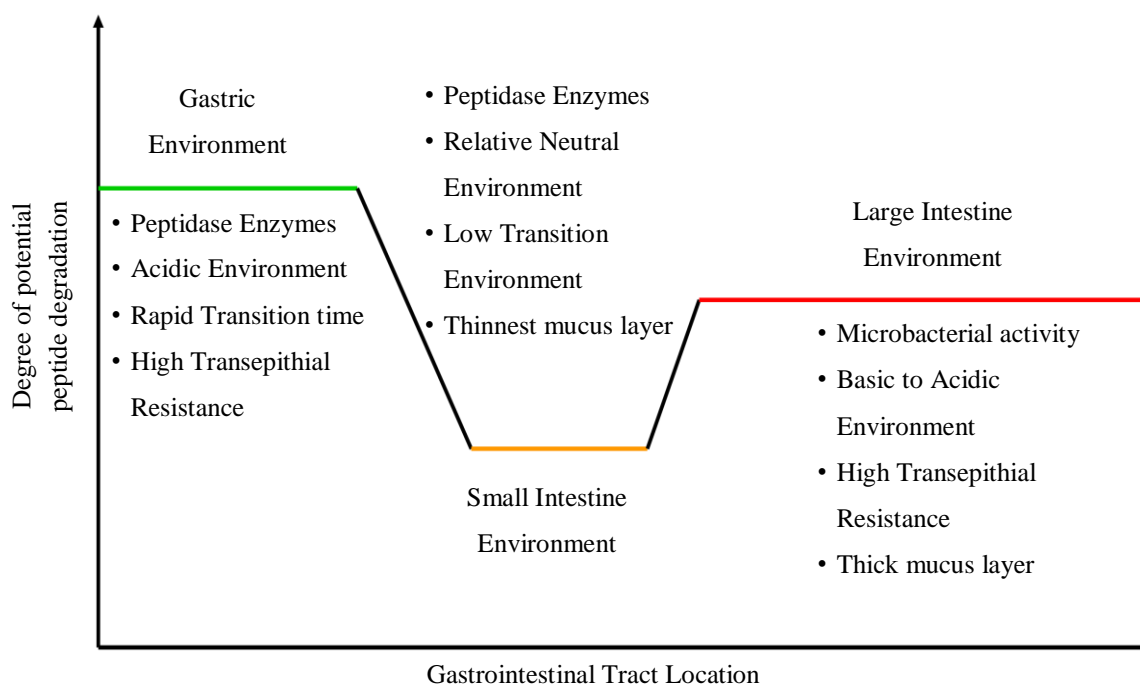 Degree of potential
peptide degradation
Gastric
Environment
• Peptidase Enzymes
• Acidic Environment
• Rapid Transition time
• High Transepithial
Resistance
• Peptidase Enzymes
• Relative Neutral
Environment
• Low Transition
Environment
• Thinnest mucus layer
Small Intestine
Environment
Large Intestine
Environment
• Microbacterial activity
• Basic to Acidic
Environment
• High Transepithial
Resistance
• Thick mucus layer
Gastrointestinal Tract Location